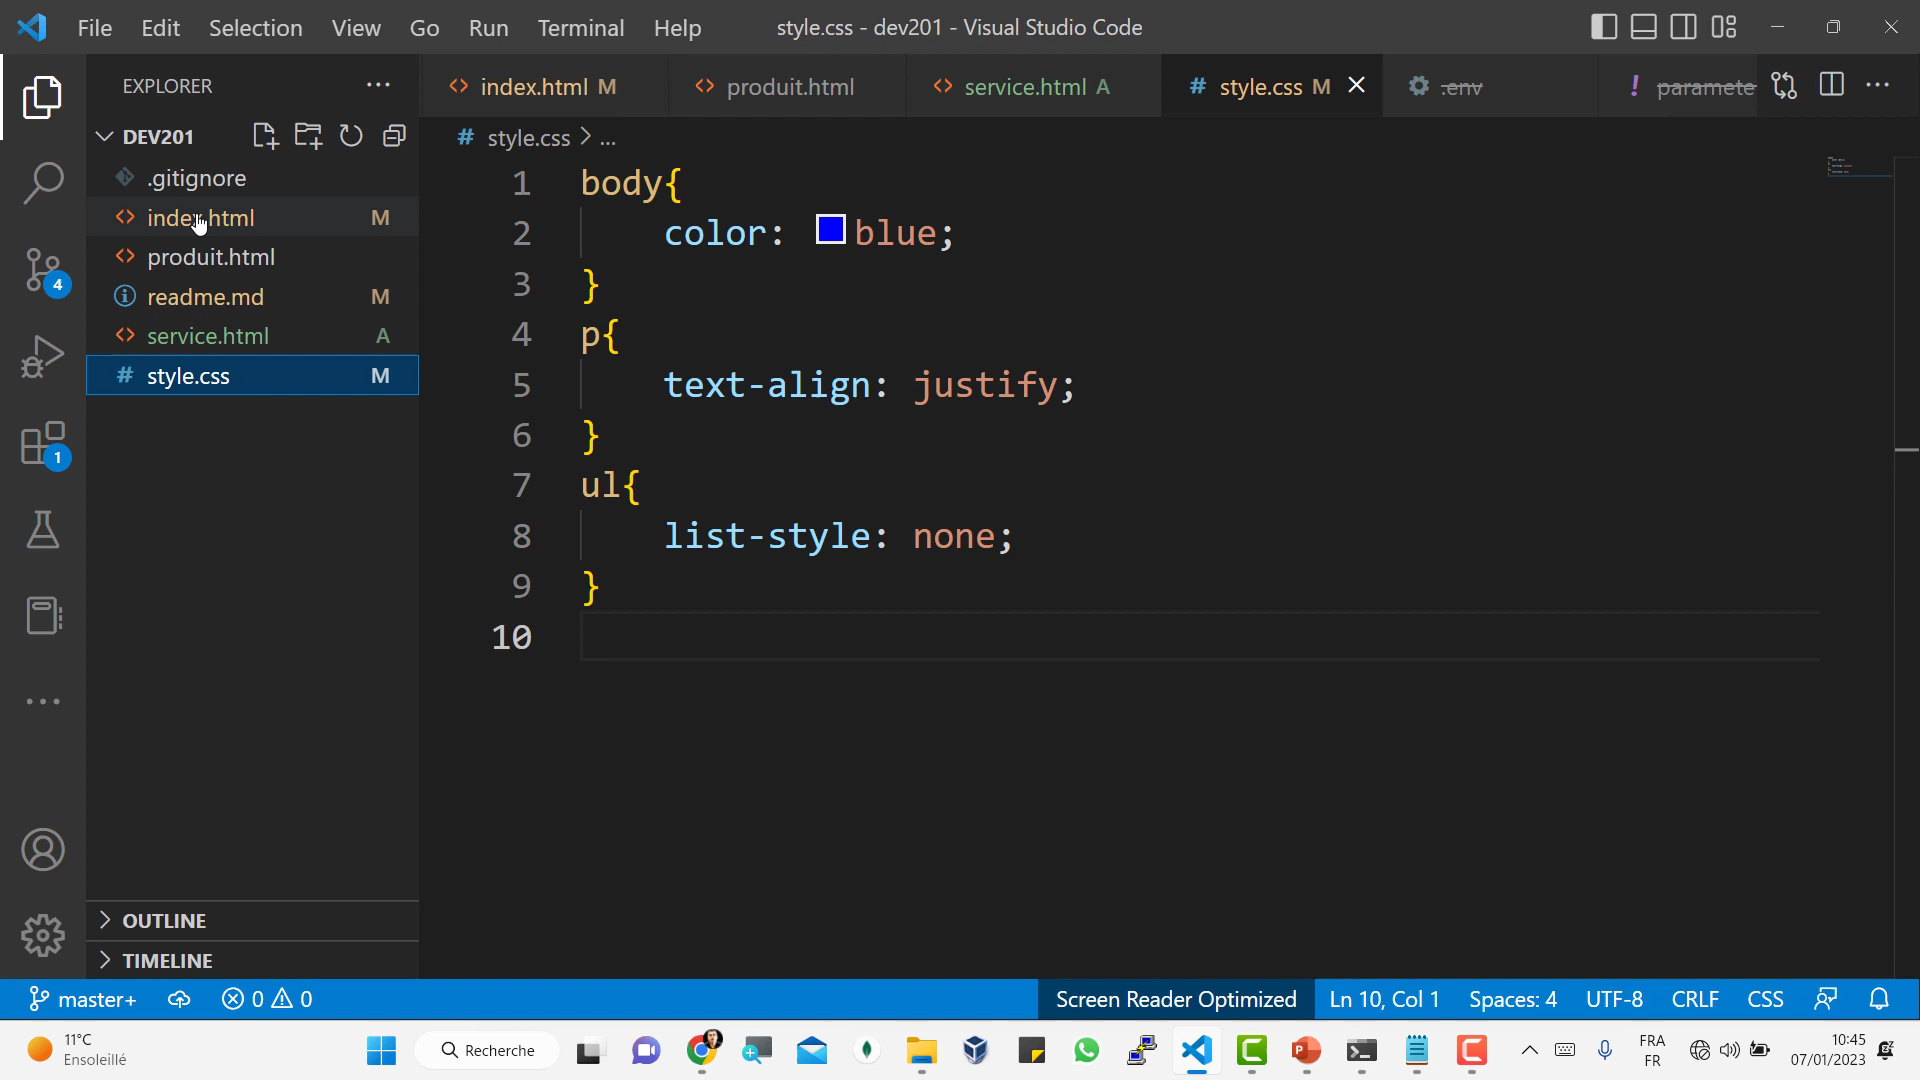 File Edit Selection View Go Run Terminal Help style.css - dev201 - Visual Studio Code
EXPLORER
index.html M produit.html service.html A style.css M .env ! paramete
DEV201
style.css > ...
.gitignore
index.html M
produit.html
readme.md M
service.html A
style.css M
4
1
1 body{
2 color: blue;
3 }
4 p{
5 text-align: justify;
6 }
7 ul{
8 list-style: none;
9 }
10
OUTLINE
TIMELINE
master+ 0 0 Screen Reader Optimized Ln 10, Col 1 Spaces: 4 UTF-8 CRLF CSS
11°C
Ensoleillé
Recherche
FRA
FR
10:45
07/01/2023